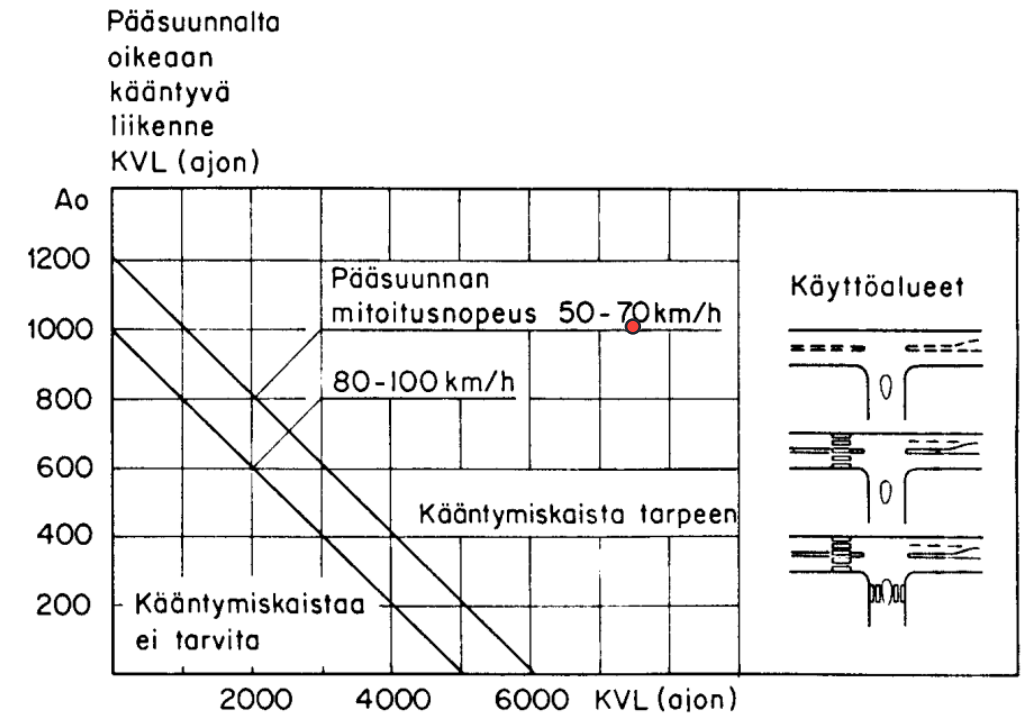 Pääsuunnalta
oikeaan
kääntyvä
liikenne
KVL (ajon)
Ao
1200
1000
800
600
400
200
Pääsuunnan
mitoitusnopeus 50-70km/h
80-100 km/h
Kääntymiskaista tarpeen
Kääntymiskaistaa
ei tarvita
2000 4000 6000 KVL (ajon)
Käyttöalueet